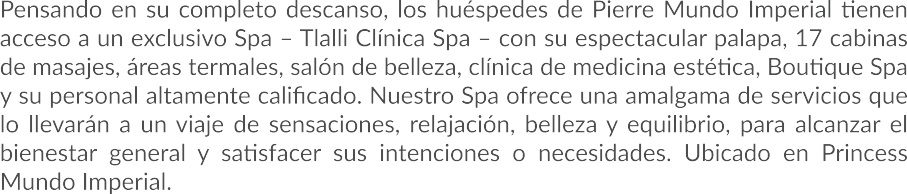 Pensando en su completo descanso, los huéspedes de Pierre Mundo Imperial tienen
acceso a un exclusivo Spa – Tlalli Clínica Spa – con su espectacular palapa, 17 cabinas
de masajes, áreas termales, salón de belleza, clínica de medicina estética, Boutique Spa
y su personal altamente calificado. Nuestro Spa ofrece una amalgama de servicios que
lo llevarán a un viaje de sensaciones, relajación, belleza y equilibrio, para alcanzar el
bienestar general y satisfacer sus intenciones o necesidades. Ubicado en Princess
Mundo Imperial.